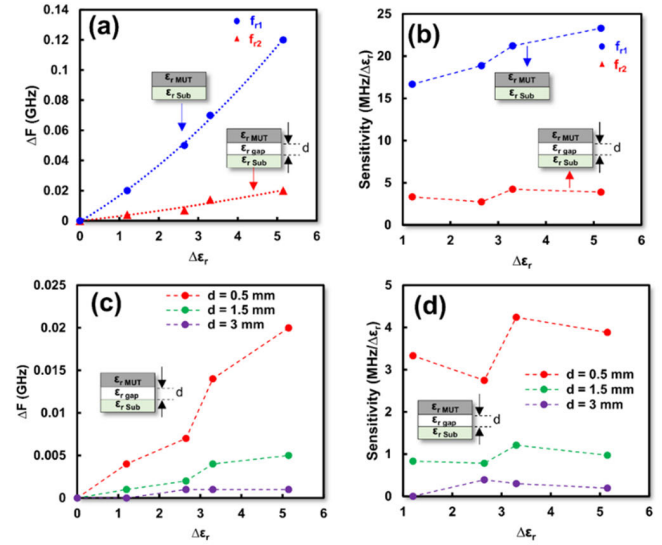 (a)
f_r1
f_r2
ε_r MUT
ε_r Sub
ε_r MUT
ε_r gap
ε_r Sub
d
ΔF (GHz)
0.14
0.12
0.1
0.08
0.06
0.04
0.02
0
0 1 2 3 4 5 6
Δε_r
(b)
f_r1
f_r2
ε_r MUT
ε_r Sub
ε_r MUT
ε_r gap
ε_r Sub
d
Sensitivity (MHz/Δε_r)
25
20
15
10
5
0
1 2 3 4 5 6
Δε_r
(c)
d = 0.5 mm
d = 1.5 mm
d = 3 mm
ε_r MUT
ε_r gap
ε_r Sub
d
ΔF (GHz)
0.025
0.02
0.015
0.01
0.005
0
0 1 2 3 4 5 6
Δε_r
(d)
d = 0.5 mm
d = 1.5 mm
d = 3 mm
ε_r MUT
ε_r gap
ε_r Sub
d
Sensitivity (MHz/Δε_r)
5
4
3
2
1
0
1 2 3 4 5 6
Δε_r